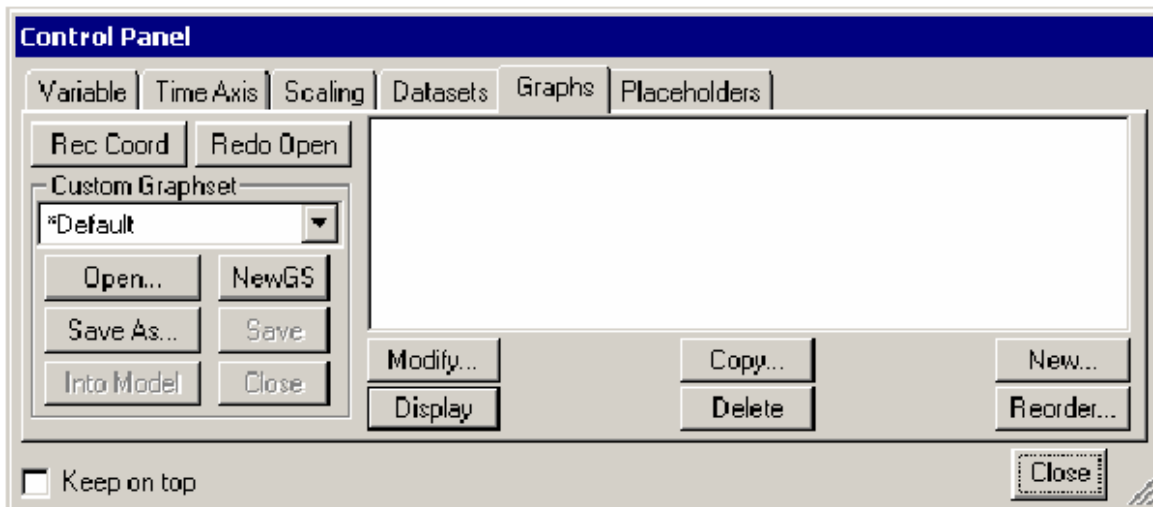 Control Panel
Variable Time Axis Scaling Datasets Graphs Placeholders
Rec Coord Redo Open
Custom Graphset
*Default
Open... NewGS
Save As... Save
Into Model Close
Modify... Copy... New...
Display Delete Reorder...
Keep on top Close